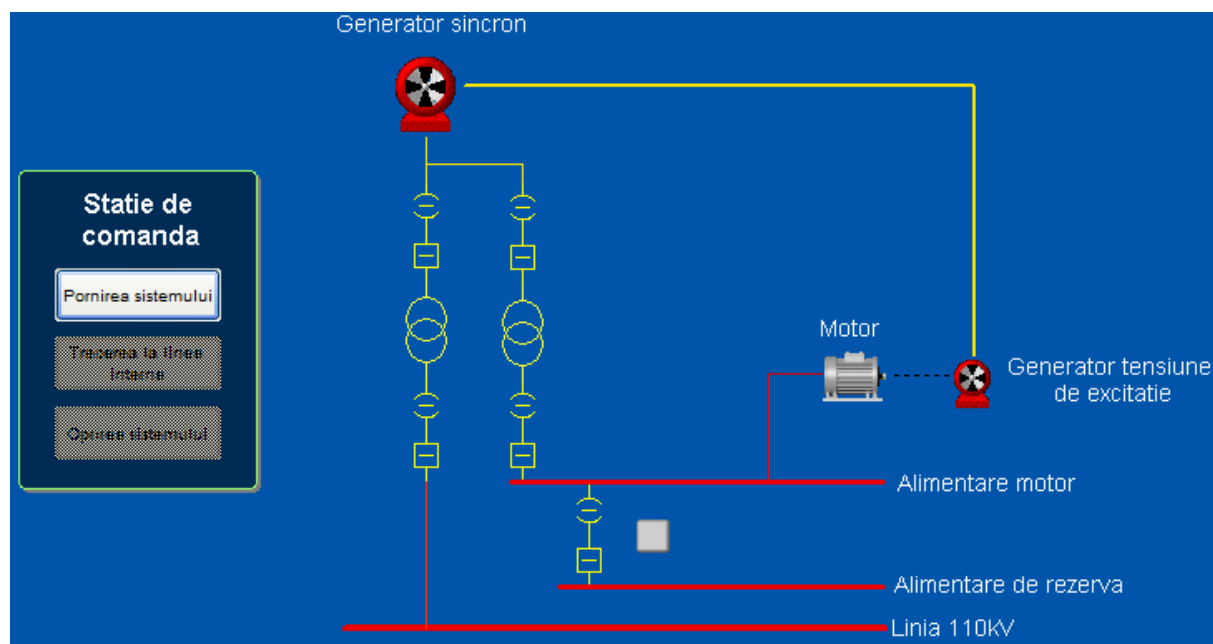 Generator sincron
Statie de
comanda
Pornirea sistemului
Trecerea la linea
interna
Oprirea sistemului
Motor
Generator tensiune
de excitatie
Alimentare motor
Alimentare de rezerva
Linia 110kV